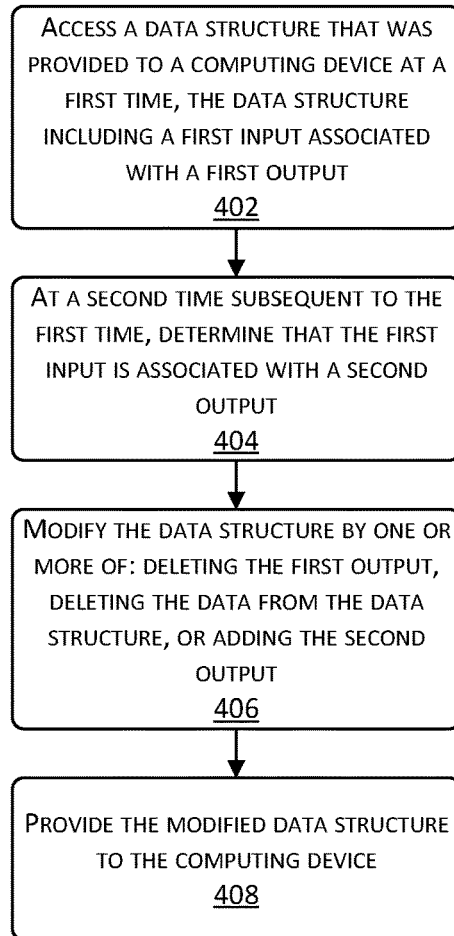 ACCESS A DATA STRUCTURE THAT WAS
PROVIDED TO A COMPUTING DEVICE AT A
FIRST TIME, THE DATA STRUCTURE
INCLUDING A FIRST INPUT ASSOCIATED
WITH A FIRST OUTPUT
402
AT A SECOND TIME SUBSEQUENT TO THE
FIRST TIME, DETERMINE THAT THE FIRST
INPUT IS ASSOCIATED WITH A SECOND
OUTPUT
404
MODIFY THE DATA STRUCTURE BY ONE OR
MORE OF: DELETING THE FIRST OUTPUT,
DELETING THE DATA FROM THE DATA
STRUCTURE, OR ADDING THE SECOND
OUTPUT
406
PROVIDE THE MODIFIED DATA STRUCTURE
TO THE COMPUTING DEVICE
408